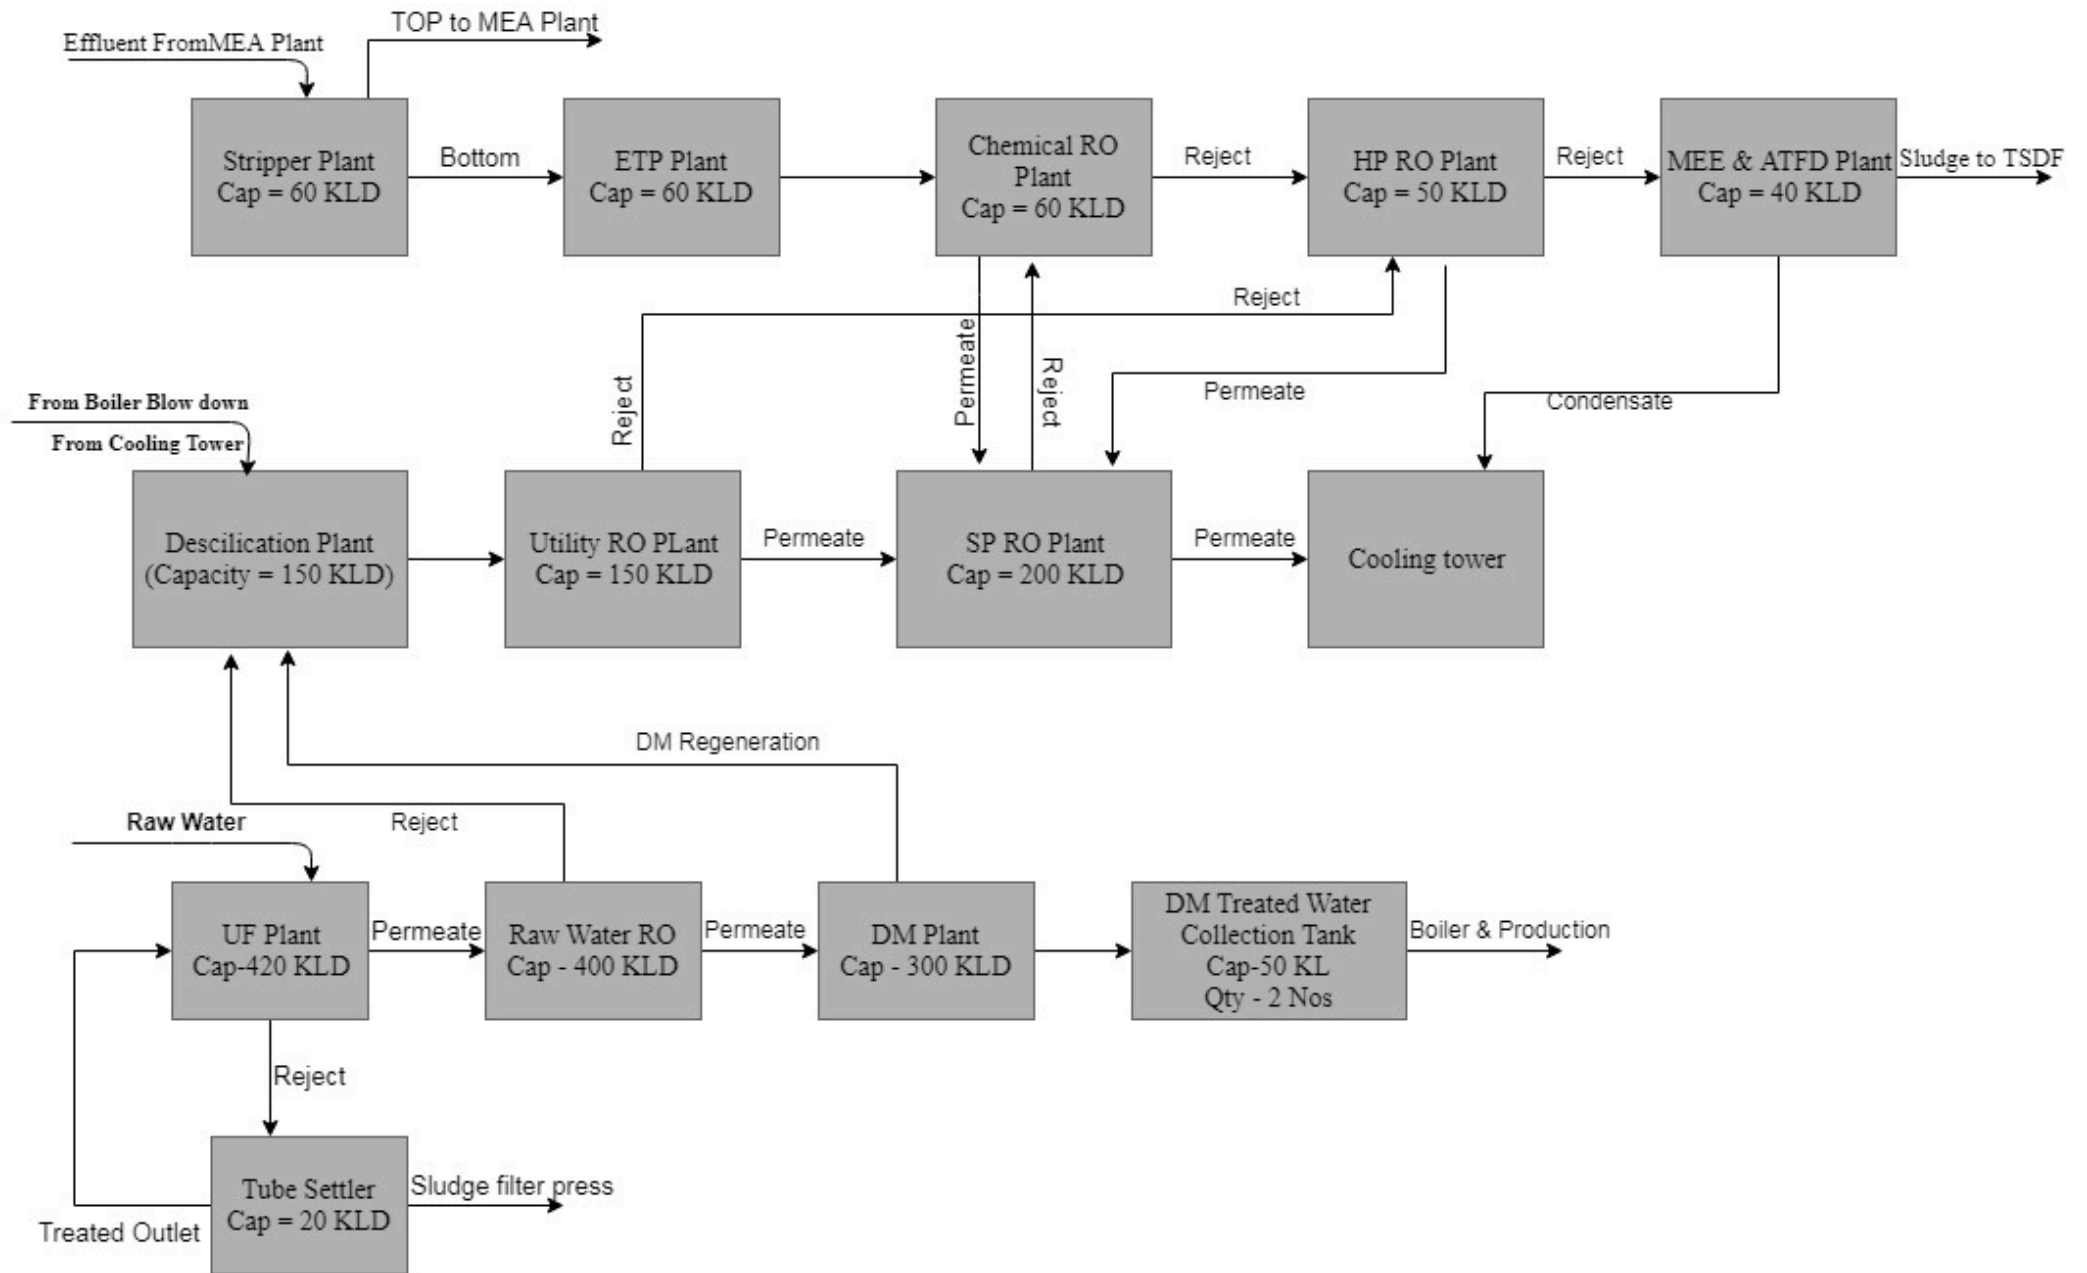 TOP to MEA Plant
Effluent FromMEA Plant
Stripper Plant
Cap = 60 KLD
Bottom
ETP Plant
Cap = 60 KLD
Chemical RO
Plant
Cap = 60 KLD
Reject
HP RO Plant
Cap = 50 KLD
Reject
MEE & ATFD Plant
Cap = 40 KLD
Sludge to TSDF
Reject
Permeate
Reject
Permeate
Condensate
Reject
From Boiler Blow down
From Cooling Tower
Descilication Plant
(Capacity = 150 KLD)
Utility RO PLant
Cap = 150 KLD
Permeate
SP RO Plant
Cap = 200 KLD
Permeate
Cooling tower
DM Regeneration
Reject
Raw Water
UF Plant
Cap-420 KLD
Permeate
Raw Water RO
Cap - 400 KLD
Permeate
DM Plant
Cap - 300 KLD
DM Treated Water
Collection Tank
Cap-50 KL
Qty - 2 Nos
Boiler & Production
Reject
Tube Settler
Cap = 20 KLD
Sludge filter press
Treated Outlet